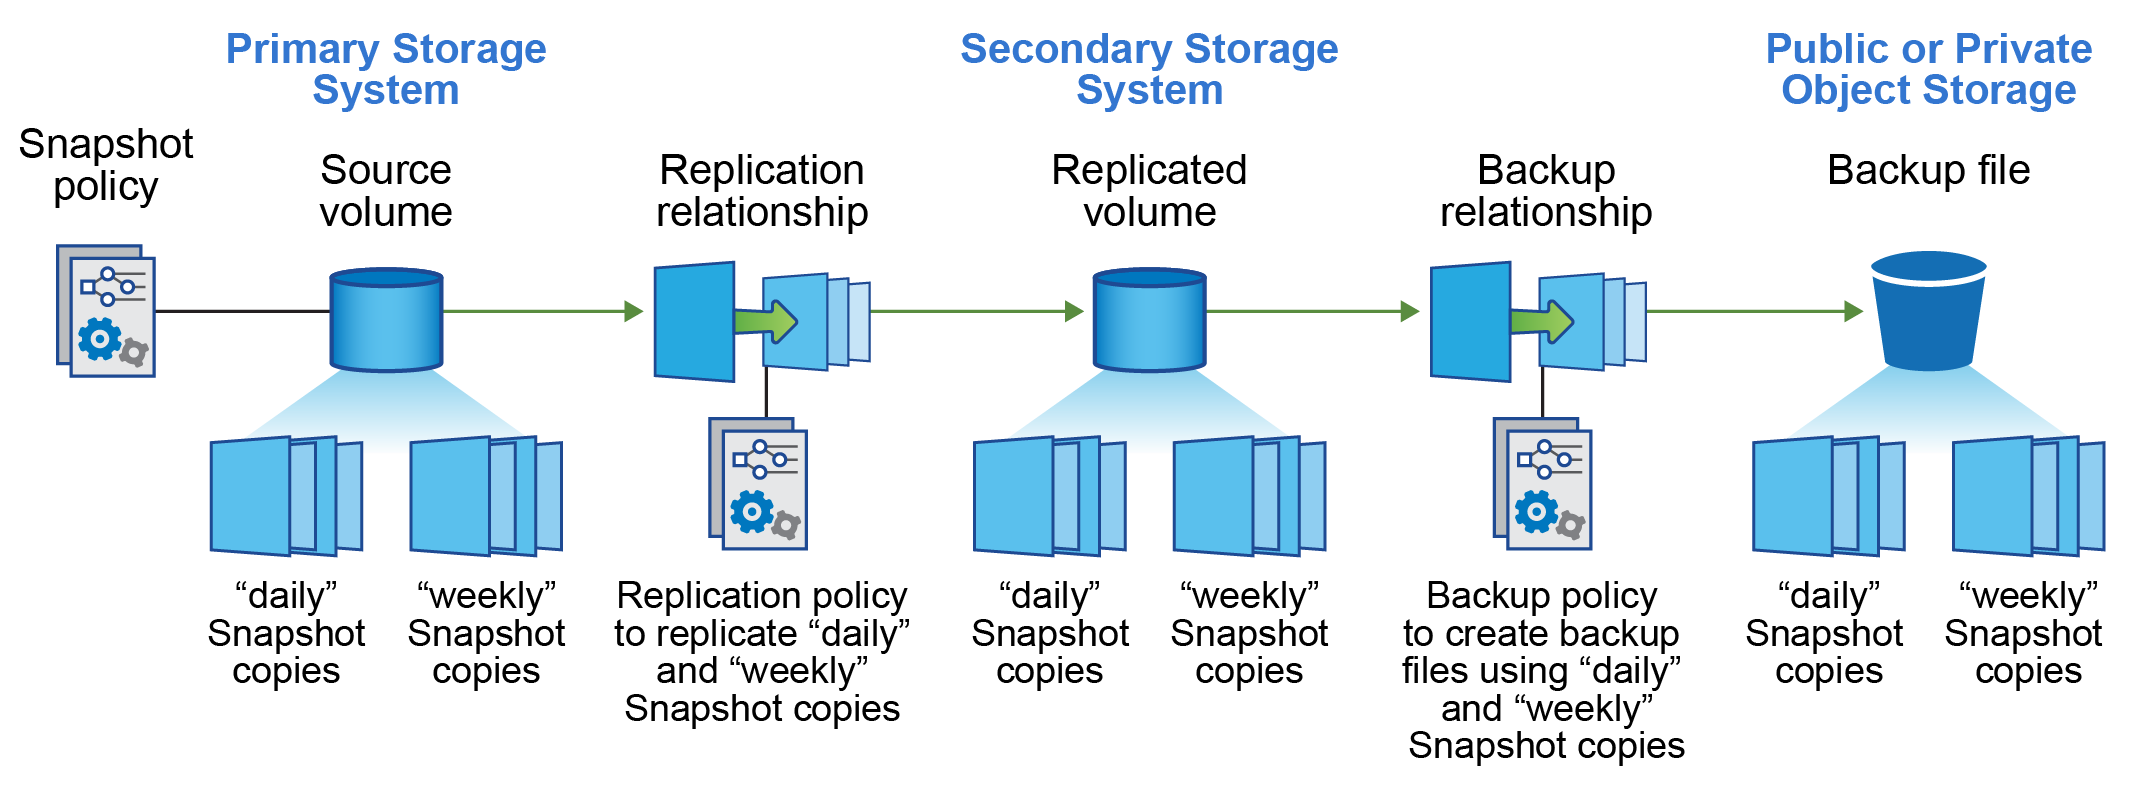 Primary Storage
System
Secondary Storage
System
Public or Private
Object Storage
Snapshot
policy
Source
volume
Replication
relationship
Replicated
volume
Backup
relationship
Backup file
“daily”
Snapshot
copies
“weekly”
Snapshot
copies
Replication policy
to replicate “daily”
and “weekly”
Snapshot copies
“daily”
Snapshot
copies
“weekly”
Snapshot
copies
Backup policy
to create backup
files using “daily”
and “weekly”
Snapshot copies
“daily”
Snapshot
copies
“weekly”
Snapshot
copies